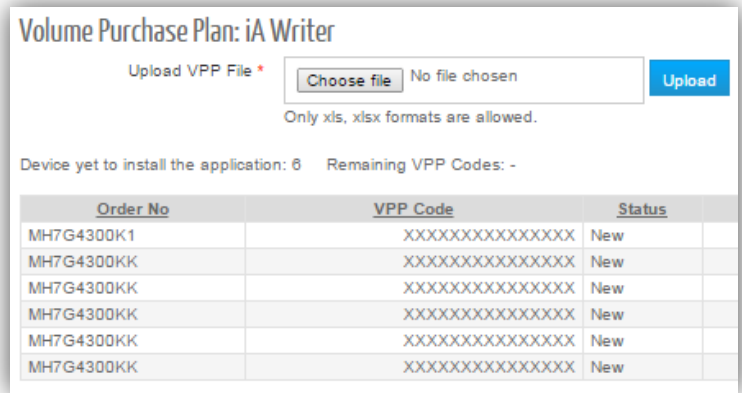 Volume Purchase Plan: iA Writer
Upload VPP File * Choose file No file chosen Upload
Only xls, xlsx formats are allowed.
Device yet to install the application: 6 Remaining VPP Codes: -
Order No VPP Code Status
MH7G4300K1 XXXXXXXXXXXXXXX New
MH7G4300KK XXXXXXXXXXXXXXX New
MH7G4300KK XXXXXXXXXXXXXXX New
MH7G4300KK XXXXXXXXXXXXXXX New
MH7G4300KK XXXXXXXXXXXXXXX New
MH7G4300KK XXXXXXXXXXXXXXX New